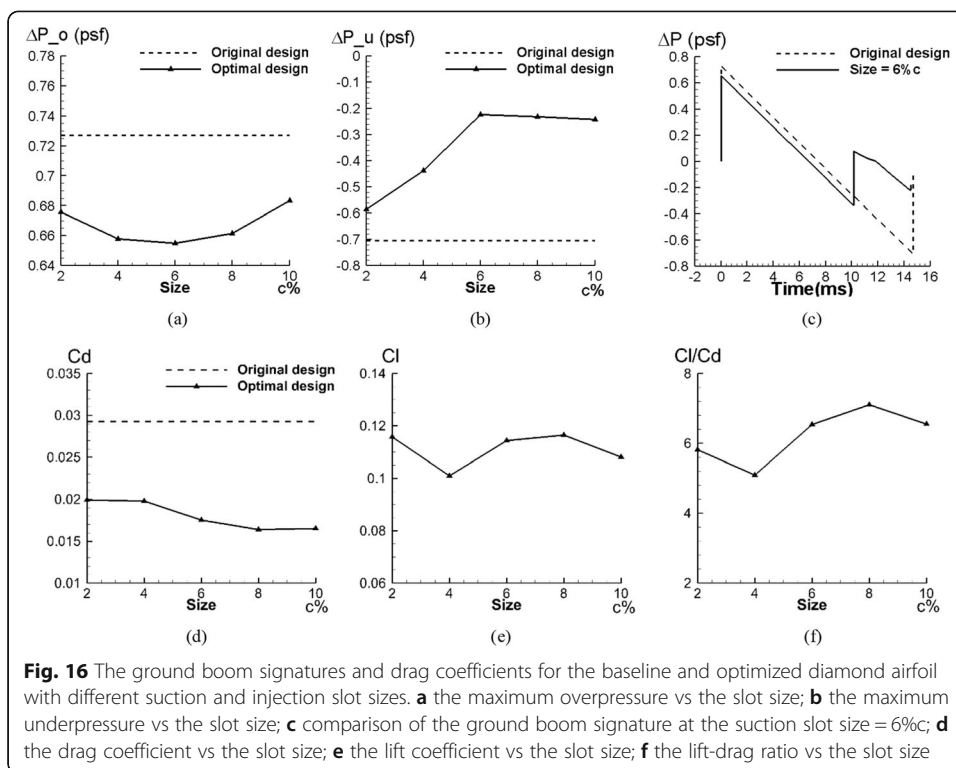 ΔP_o (psf)
0.78
0.76
0.74
0.72
0.7
0.68
0.66
0.64
Original design
Optimal design
2
4
6
8
10
Size
c%
(a)
ΔP_u (psf)
0
-0.1
-0.2
-0.3
-0.4
-0.5
-0.6
-0.7
-0.8
Original design
Optimal design
2
4
6
8
10
Size
c%
(b)
ΔP (psf)
0.8
0.6
0.4
0.2
0
-0.2
-0.4
-0.6
-0.8
Original design
Size = 6%c
-2
0
2
4
6
8
10
12
14
16
Time(ms)
(c)
Cd
0.035
0.03
0.025
0.02
0.015
0.01
Original design
Optimal design
2
4
6
8
10
Size
c%
(d)
Cl
0.14
0.12
0.1
0.08
0.06
2
4
6
8
10
Size
c%
(e)
Cl/Cd
8
6
4
2
2
4
6
8
10
Size
c%
(f)
Fig. 16 The ground boom signatures and drag coefficients for the baseline and optimized diamond airfoil
with different suction and injection slot sizes. a the maximum overpressure vs the slot size; b the maximum
underpressure vs the slot size; c comparison of the ground boom signature at the suction slot size = 6%c; d
the drag coefficient vs the slot size; e the lift coefficient vs the slot size; f the lift-drag ratio vs the slot size